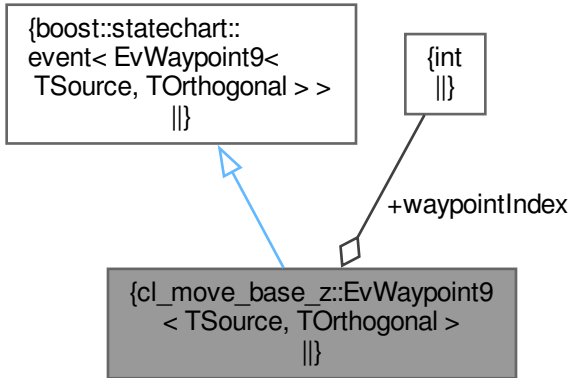 {boost::statechart::
event< EvWaypoint9<
TSource, TOrthogonal > >
||}
{int
||}
+waypointIndex
{cl_move_base_z::EvWaypoint9
< TSource, TOrthogonal >
||}